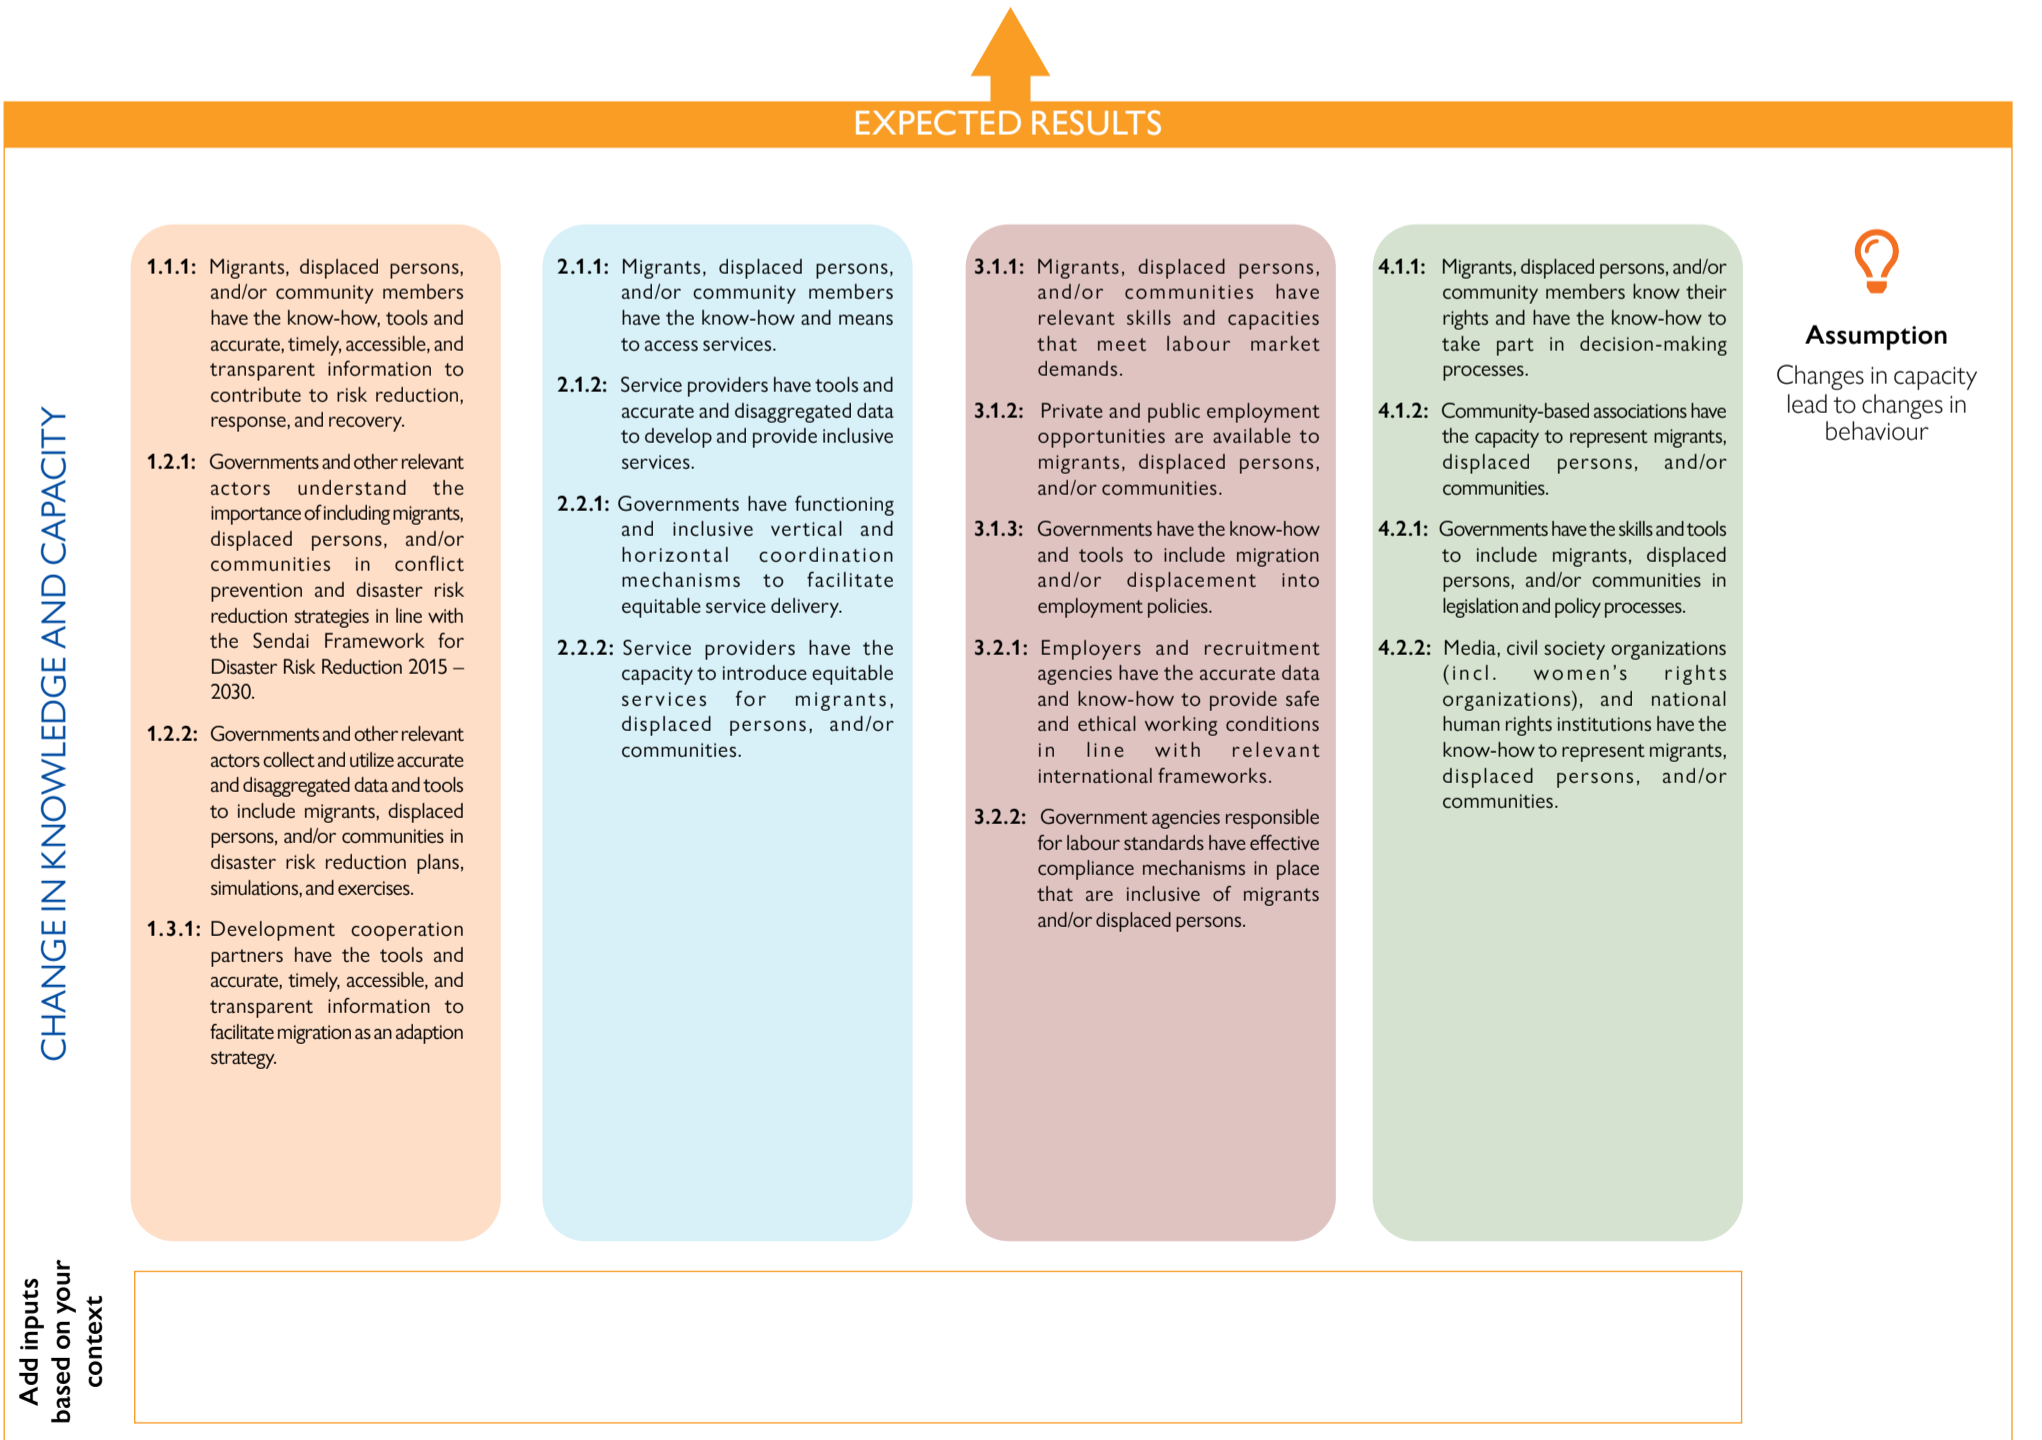 EXPECTED RESULTS
CHANGE IN KNOWLEDGE AND CAPACITY
1.1.1: Migrants, displaced persons,
and/or community members
have the know-how, tools and
accurate, timely, accessible, and
transparent information to
contribute to risk reduction,
response, and recovery.
1.2.1: Governments and other relevant
actors understand the
importance of including migrants,
displaced persons, and/or
communities in conflict
prevention and disaster risk
reduction strategies in line with
the Sendai Framework for
Disaster Risk Reduction 2015 –
2030.
1.2.2: Governments and other relevant
actors collect and utilize accurate
and disaggregated data and tools
to include migrants, displaced
persons, and/or communities in
disaster risk reduction plans,
simulations, and exercises.
1.3.1: Development cooperation
partners have the tools and
accurate, timely, accessible, and
transparent information to
facilitate migration as an adaption
strategy.
2.1.1: Migrants, displaced persons,
and/or community members
have the know-how and means
to access services.
2.1.2: Service providers have tools and
accurate and disaggregated data
to develop and provide inclusive
services.
2.2.1: Governments have functioning
and inclusive vertical and
horizontal coordination
mechanisms to facilitate
equitable service delivery.
2.2.2: Service providers have the
capacity to introduce equitable
services for migrants,
displaced persons, and/or
communities.
3.1.1: Migrants, displaced persons,
and/or communities have
relevant skills and capacities
that meet labour market
demands.
3.1.2: Private and public employment
opportunities are available to
migrants, displaced persons,
and/or communities.
3.1.3: Governments have the know-how
and tools to include migration
and/or displacement into
employment policies.
3.2.1: Employers and recruitment
agencies have the accurate data
and know-how to provide safe
and ethical working conditions
in line with relevant
international frameworks.
3.2.2: Government agencies responsible
for labour standards have effective
compliance mechanisms in place
that are inclusive of migrants
and/or displaced persons.
4.1.1: Migrants, displaced persons, and/or
community members know their
rights and have the know-how to
take part in decision-making
processes.
4.1.2: Community-based associations have
the capacity to represent migrants,
displaced persons, and/or
communities.
4.2.1: Governments have the skills and tools
to include migrants, displaced
persons, and/or communities in
legislation and policy processes.
4.2.2: Media, civil society organizations
(incl. women's rights
organizations), and national
human rights institutions have the
know-how to represent migrants,
displaced persons, and/or
communities.
Assumption
Changes in capacity
lead to changes in
behaviour
Add inputs
based on your
context